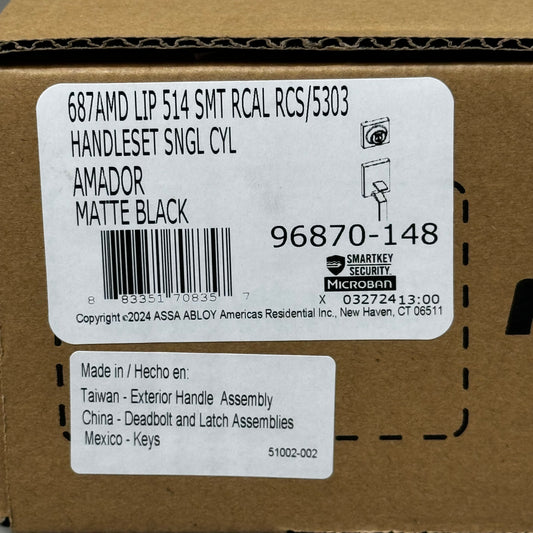 687AMD LIP 514 SMT RCAL RCS/5303
HANDLESET SNGL CYL
AMADOR
MATTE BLACK
96870-148
SMARTKEY
SECURITY
MICROBAN
8 83351 70835 7
X 032724 13:00
Copyright ©2024 ASSA ABLOY Americas Residential Inc., New Haven, CT 06511
Made in / Hecho en:
Taiwan - Exterior Handle Assembly
China - Deadbolt and Latch Assemblies
Mexico - Keys
51002-002